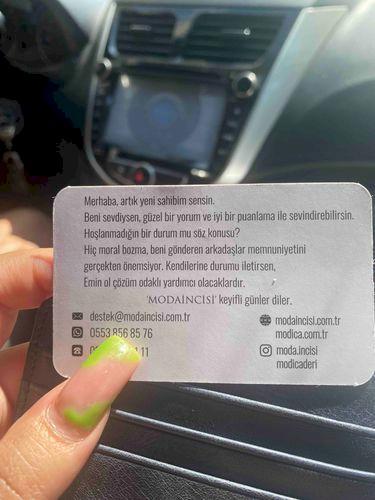 Merhaba, artık yeni sahibim sensin.
Beni sevdiysen, güzel bir yorum ve iyi bir puanlama ile sevindirebilirsin.
Hoşlanmadığın bir durum mu söz konusu?
Hiç moral bozma, beni gönderen arkadaşlar memnuniyetini
gerçekten önemsiyor. Kendilerine durumu iletirsen,
Emin ol çözüm odaklı yardımcı olacaklardır.
'MODAİNCİSİ' keyifli günler diler.
destek@modaincisi.com.tr
0553 856 85 76
11
modaincisi.com.tr
modica.com.tr
moda.incisi
modicaderi